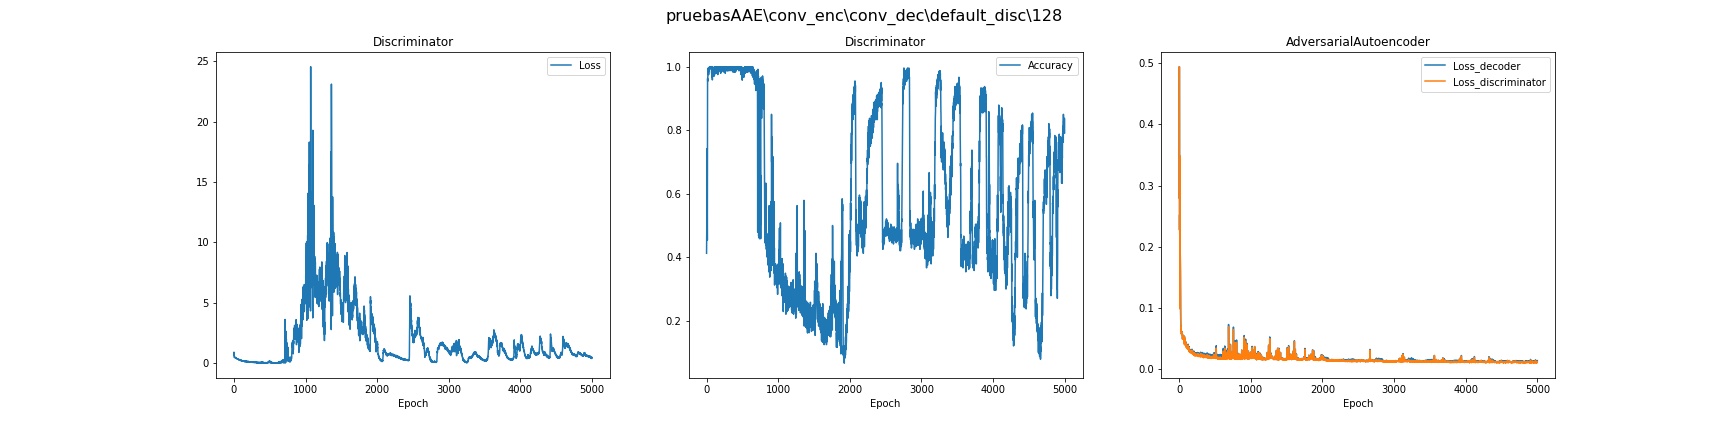 pruebasAAE\conv_enc\conv_dec\default_disc\128
Discriminator
Loss
25
20
15
10
5
0
0 1000 2000 3000 4000 5000
Epoch
Discriminator
Accuracy
1.0
0.8
0.6
0.4
0.2
0 1000 2000 3000 4000 5000
Epoch
AdversarialAutoencoder
Loss_decoder
Loss_discriminator
0.5
0.4
0.3
0.2
0.1
0.0
0 1000 2000 3000 4000 5000
Epoch